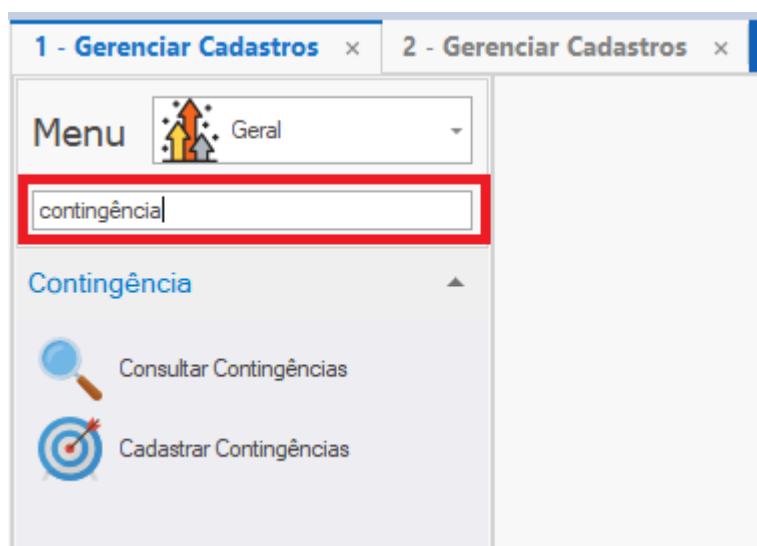 1 - Gerenciar Cadastros × 2 - Gerenciar Cadastros ×
Menu Geral
contingência
Contingência
Consultar Contingências
Cadastrar Contingências